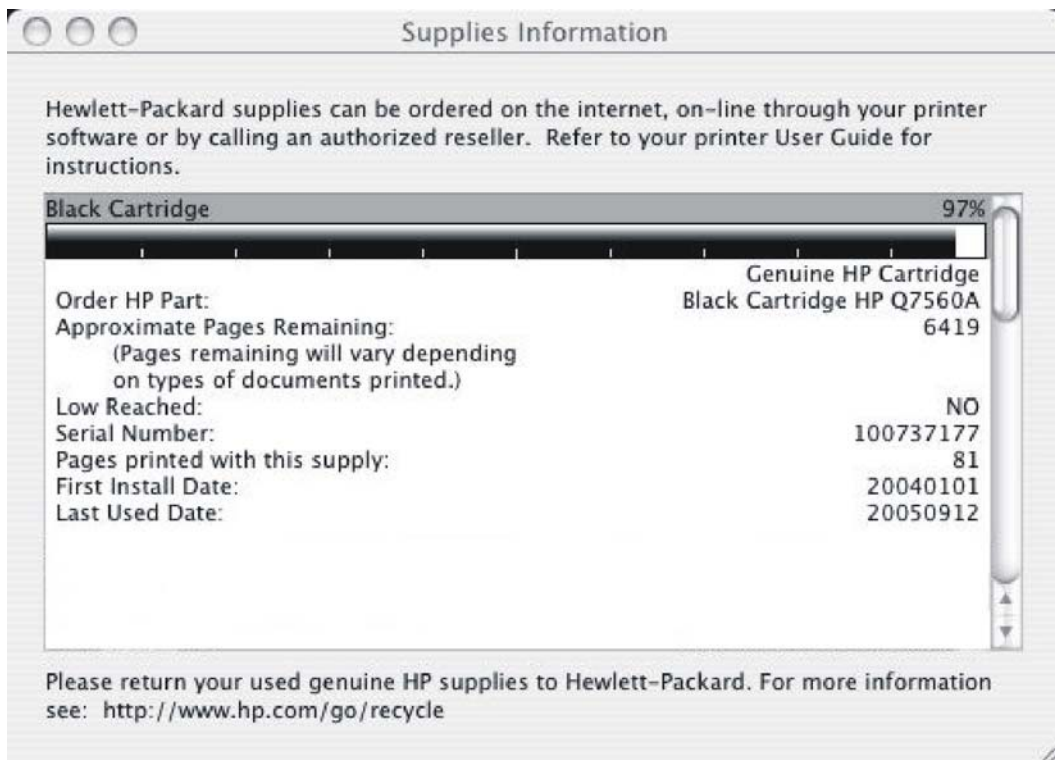 Supplies Information
Hewlett-Packard supplies can be ordered on the internet, on-line through your printer
software or by calling an authorized reseller.  Refer to your printer User Guide for
instructions.
Black Cartridge 97%
Genuine HP Cartridge
Order HP Part: Black Cartridge HP Q7560A
Approximate Pages Remaining: 6419
(Pages remaining will vary depending
on types of documents printed.)
Low Reached: NO
Serial Number: 100737177
Pages printed with this supply: 81
First Install Date: 20040101
Last Used Date: 20050912
Please return your used genuine HP supplies to Hewlett-Packard. For more information
see:  http://www.hp.com/go/recycle